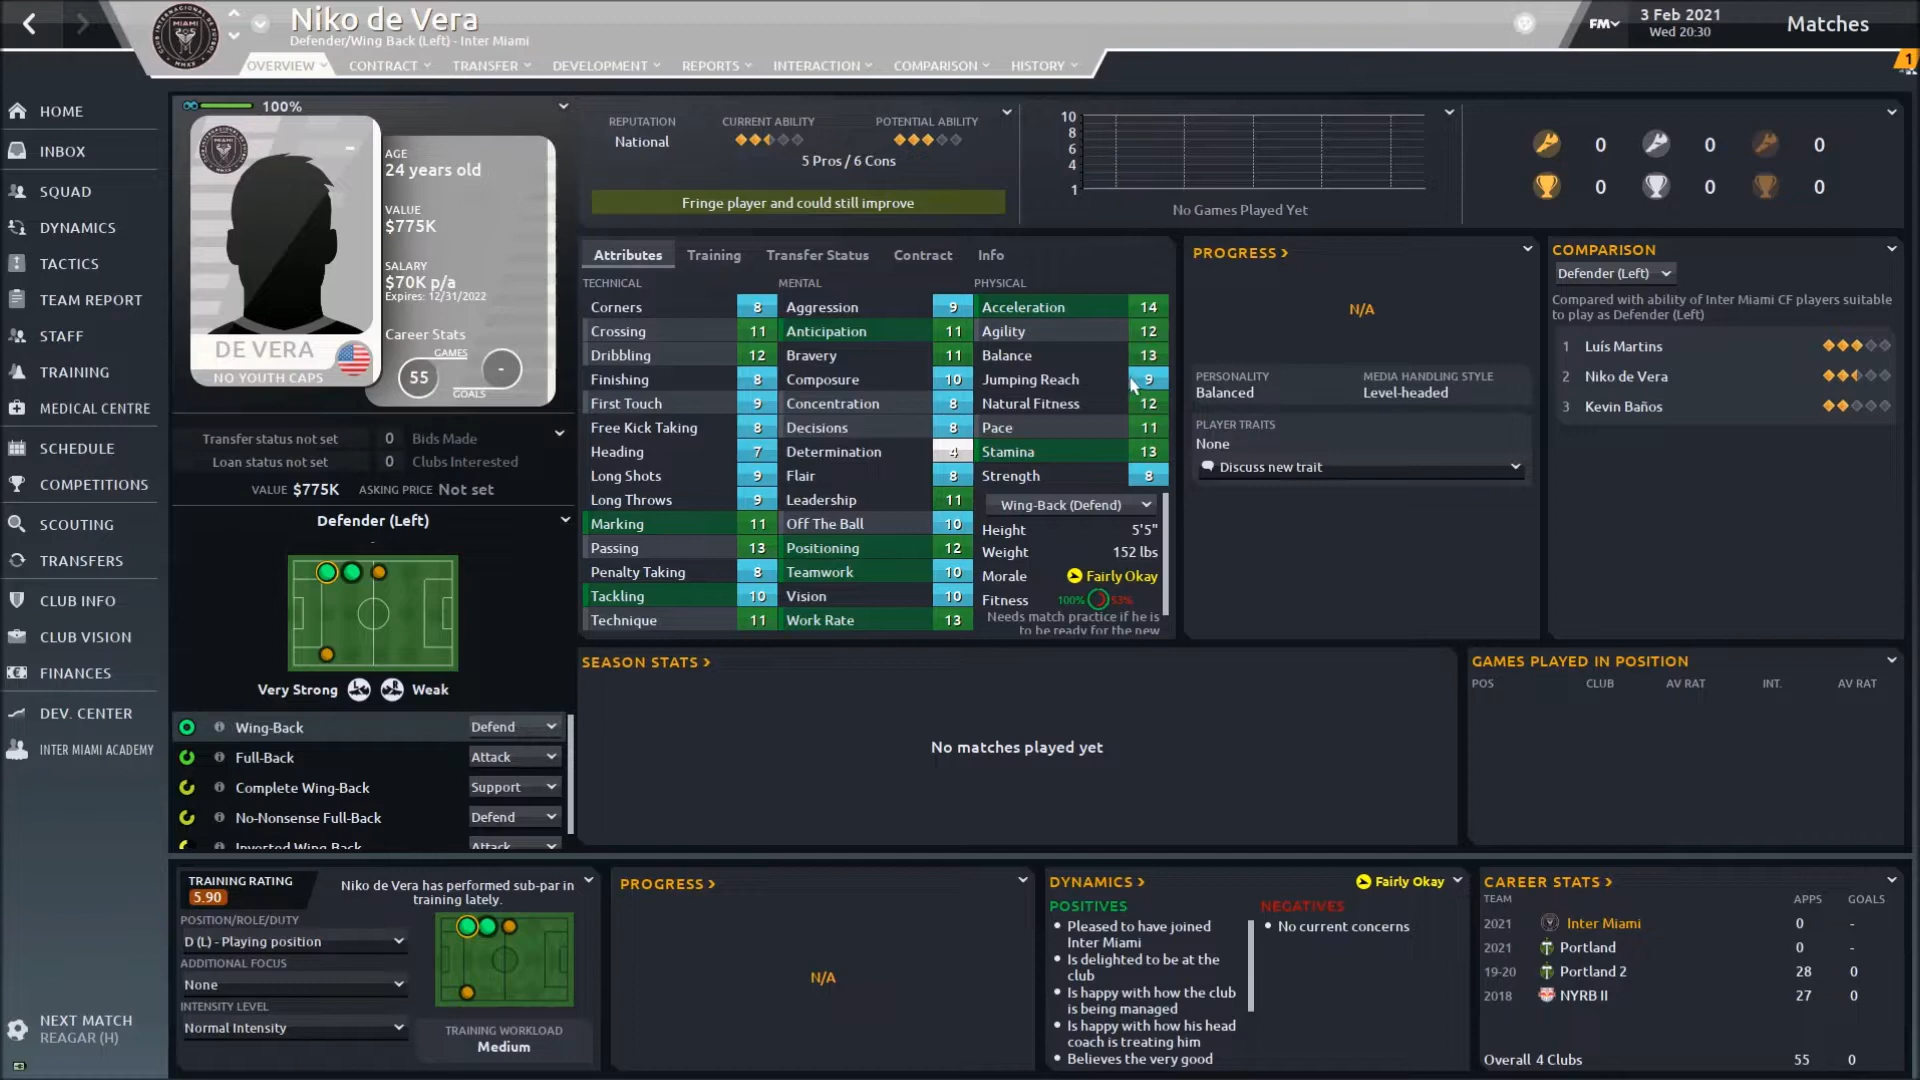 Niko de Vera
Defender/Wing Back (Left) - Inter Miami
FM
3 Feb 2021
Wed 20:30
Matches
1
OVERVIEW
CONTRACT
TRANSFER
DEVELOPMENT
REPORTS
INTERACTION
COMPARISON
HISTORY
HOME
INBOX
SQUAD
DYNAMICS
TACTICS
TEAM REPORT
STAFF
TRAINING
MEDICAL CENTRE
SCHEDULE
COMPETITIONS
SCOUTING
TRANSFERS
CLUB INFO
CLUB VISION
FINANCES
DEV. CENTER
INTER MIAMI ACADEMY
NEXT MATCH
REAGAR (H)
100%
DE VERA
NO YOUTH CAPS
AGE
24 years old
VALUE
$775K
SALARY
$70K p/a
Expires: 12/31/2022
Career Stats
GAMES
55
-
GOALS
Transfer status not set 0 Bids Made
Loan status not set 0 Clubs Interested
VALUE $775K ASKING PRICE Not set
Defender (Left)
-
Very Strong L R Weak
Wing-Back Defend
Full-Back Attack
Complete Wing-Back Support
No-Nonsense Full-Back Defend
Inverted Wing-Back Attack
REPUTATION
National
CURRENT ABILITY
POTENTIAL ABILITY
5 Pros / 6 Cons
Fringe player and could still improve
10
8
6
4
1
No Games Played Yet
0 0 0
0 0 0
Attributes Training Transfer Status Contract Info
TECHNICAL MENTAL PHYSICAL
Corners 8 Aggression 9 Acceleration 14
Crossing 11 Anticipation 11 Agility 12
Dribbling 12 Bravery 11 Balance 13
Finishing 8 Composure 10 Jumping Reach 9
First Touch 9 Concentration 8 Natural Fitness 12
Free Kick Taking 8 Decisions 8 Pace 11
Heading 7 Determination 4 Stamina 13
Long Shots 9 Flair 8 Strength 8
Long Throws 9 Leadership 11 Wing-Back (Defend)
Marking 11 Off The Ball 10 Height 5'5"
Passing 13 Positioning 12 Weight 152 lbs
Penalty Taking 8 Teamwork 10 Morale Fairly Okay
Tackling 10 Vision 10 Fitness 100% 53%
Technique 11 Work Rate 13 Needs match practice if he is
to be ready for the new
PROGRESS >
N/A
PERSONALITY
Balanced
MEDIA HANDLING STYLE
Level-headed
PLAYER TRAITS
None
Discuss new trait
COMPARISON
Defender (Left)
Compared with ability of Inter Miami CF players suitable
to play as Defender (Left)
1 Luís Martins
2 Niko de Vera
3 Kevin Baños
SEASON STATS >
No matches played yet
GAMES PLAYED IN POSITION
POS CLUB AV RAT INT. AV RAT
TRAINING RATING
5.90
Niko de Vera has performed sub-par in
training lately.
POSITION/ROLE/DUTY
D (L) - Playing position
ADDITIONAL FOCUS
None
INTENSITY LEVEL
Normal Intensity
TRAINING WORKLOAD
Medium
PROGRESS >
N/A
DYNAMICS >
Fairly Okay
POSITIVES
• Pleased to have joined
Inter Miami
• Is delighted to be at the
club
• Is happy with how the club
is being managed
• Is happy with how his head
coach is treating him
• Believes the very good
NEGATIVES
• No current concerns
CAREER STATS >
TEAM APPS GOALS
2021 Inter Miami 0 -
2021 Portland 0 -
19-20 Portland 2 28 0
2018 NYRB II 27 0
Overall 4 Clubs 55 0